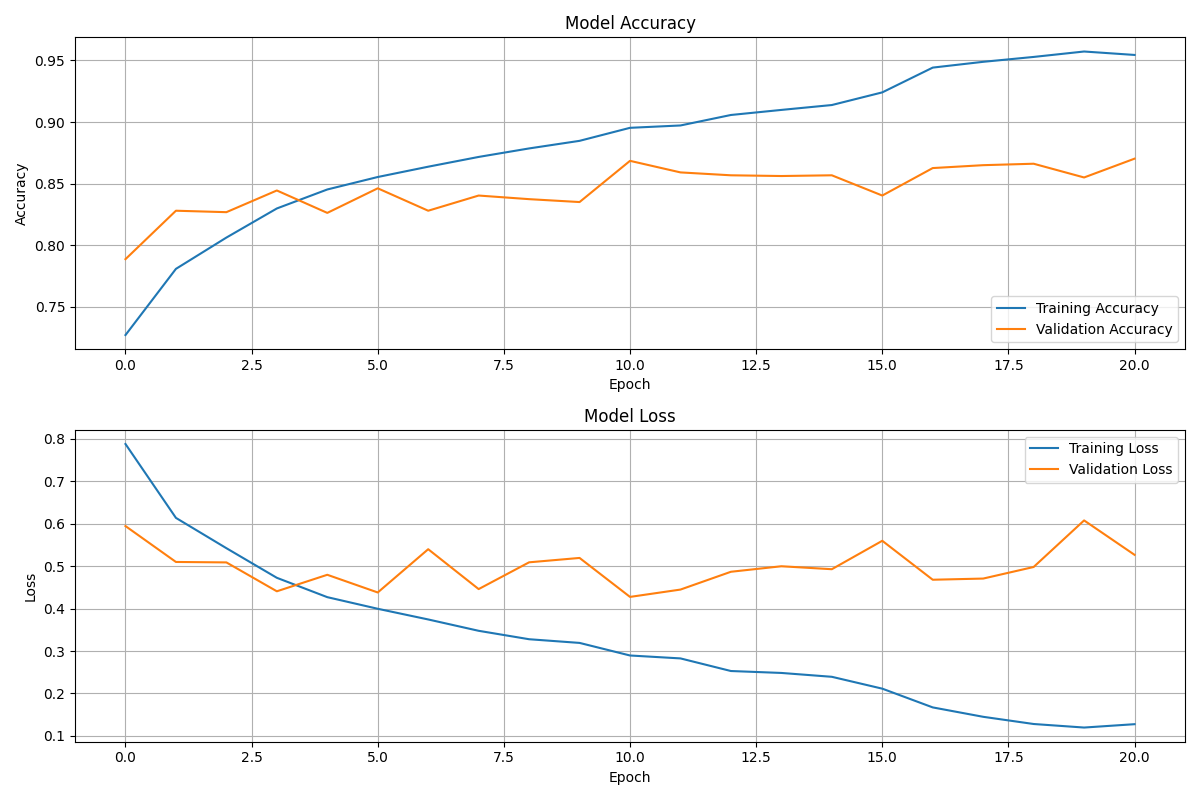 Model Accuracy
0.95
0.90
0.85
0.80
0.75
Accuracy
Training Accuracy
Validation Accuracy
0.0 2.5 5.0 7.5 10.0 12.5 15.0 17.5 20.0
Epoch
Model Loss
0.8
0.7
0.6
0.5
0.4
0.3
0.2
0.1
Loss
Training Loss
Validation Loss
0.0 2.5 5.0 7.5 10.0 12.5 15.0 17.5 20.0
Epoch